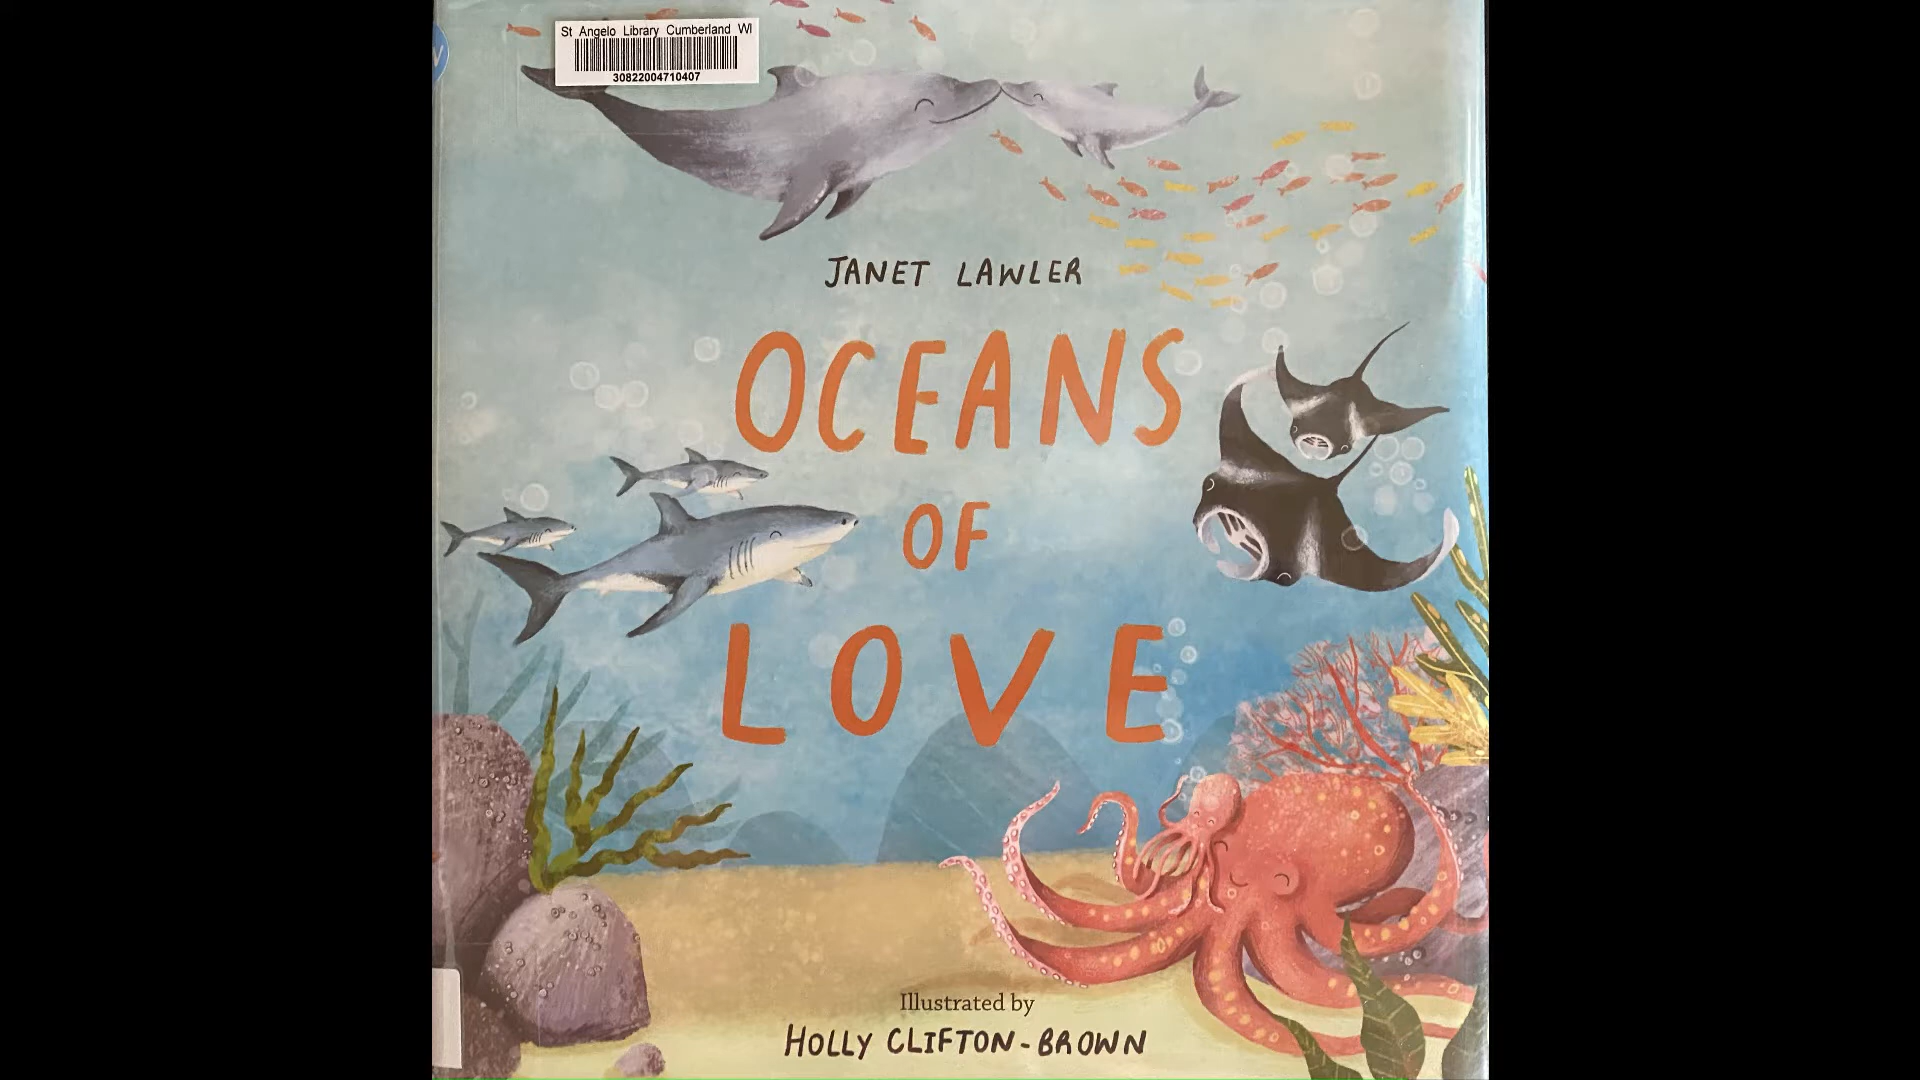 St Angelo Library Cumberland WI
30822004710407
JANET LAWLER
OCEANS
OF
LOVE
Illustrated by
HOLLY CLIFTON-BROWN